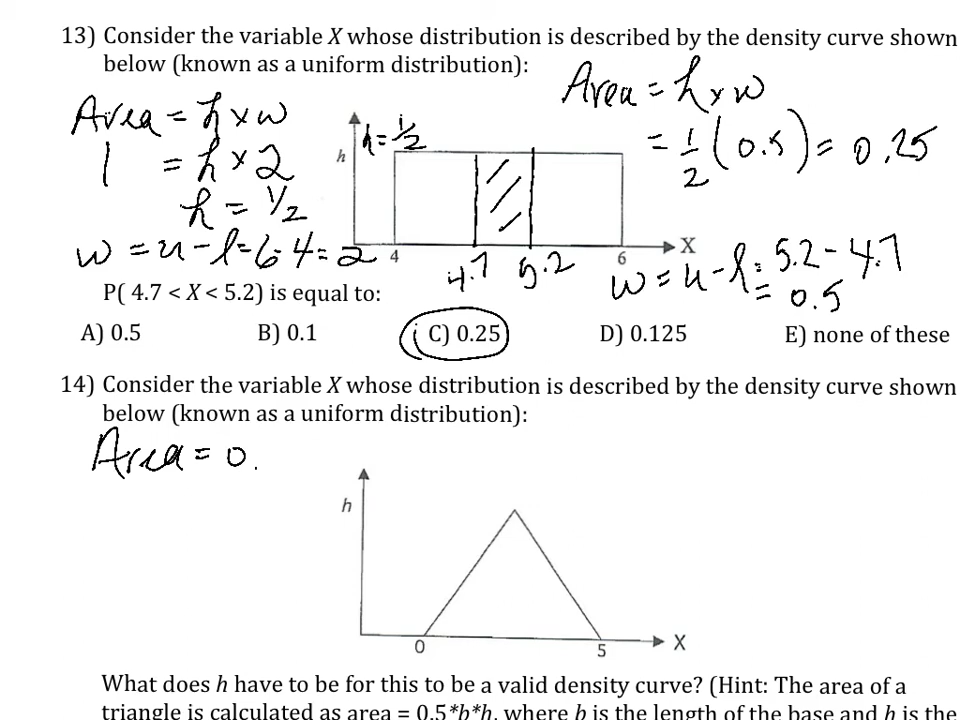 13) Consider the variable X whose distribution is described by the density curve shown
below (known as a uniform distribution):
Area = h x w
Area = h x w
1 = h x 2
h = 1/2
= 1/2 (0.5) = 0.25
h
h = 1/2
w = u - l = 6 - 4 = 2
4
4.7
5.2
6
X
w = u - l = 5.2 - 4.7
= 0.5
P( 4.7 < X < 5.2) is equal to:
A) 0.5 B) 0.1 C) 0.25 D) 0.125 E) none of these
14) Consider the variable X whose distribution is described by the density curve shown
below (known as a uniform distribution):
Area = 0.
h
0
5
X
What does h have to be for this to be a valid density curve? (Hint: The area of a
triangle is calculated as area = 0.5*b*h, where b is the length of the base and h is the